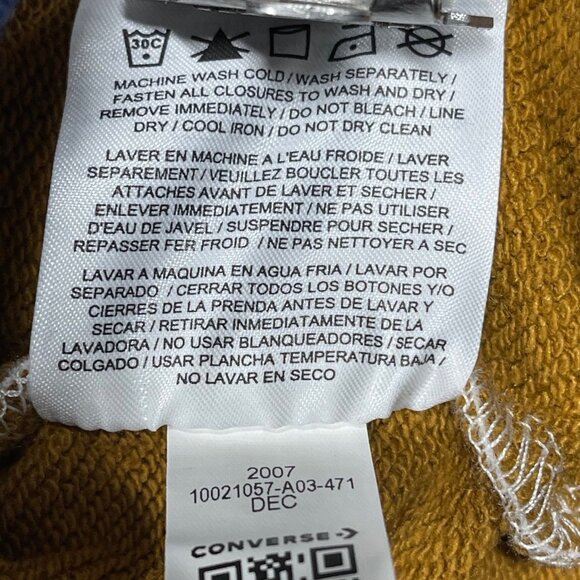 30C
MACHINE WASH COLD / WASH SEPARATELY /
FASTEN ALL CLOSURES TO WASH AND DRY /
REMOVE IMMEDIATELY / DO NOT BLEACH / LINE
DRY / COOL IRON / DO NOT DRY CLEAN
LAVER EN MACHINE A L'EAU FROIDE / LAVER
SEPAREMENT / VEUILLEZ BOUCLER TOUTES LES
ATTACHES AVANT DE LAVER ET SECHER /
ENLEVER IMMEDIATEMENT / NE PAS UTILISER
D'EAU DE JAVEL / SUSPENDRE POUR SECHER /
REPASSER FER FROID / NE PAS NETTOYER A SEC
LAVAR A MAQUINA EN AGUA FRIA / LAVAR POR
SEPARADO / CERRAR TODOS LOS BOTONES Y/O
CIERRES DE LA PRENDA ANTES DE LAVAR Y
SECAR / RETIRAR INMEDIATAMENTE DE LA
LAVADORA / NO USAR BLANQUEADORES / SECAR
COLGADO / USAR PLANCHA TEMPERATURA BAJA /
NO LAVAR EN SECO
2007
10021057-A03-471
DEC
CONVERSE